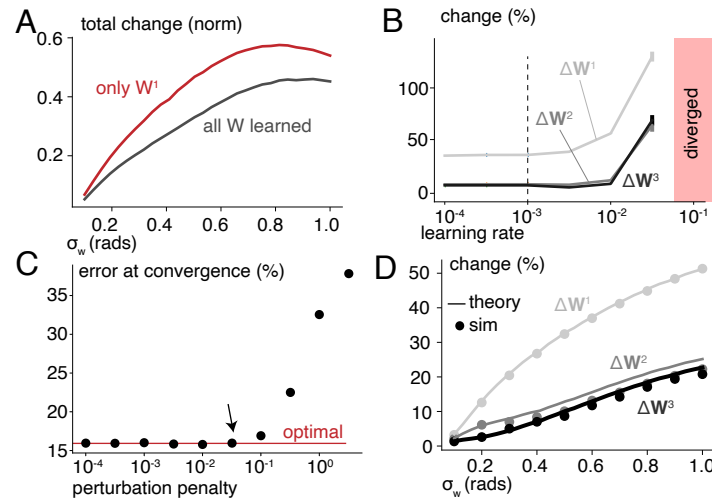 A
total change (norm)
0.6
0.4
0.2
only W¹
all W learned
0.2 0.4 0.6 0.8 1.0
σ_w (rads)
B
change (%)
100
50
0
ΔW¹
ΔW²
ΔW³
diverged
10⁻⁴ 10⁻³ 10⁻² 10⁻¹
learning rate
C
error at convergence (%)
35
30
25
20
15
optimal
10⁻⁴ 10⁻³ 10⁻² 10⁻¹ 10⁰
perturbation penalty
D
change (%)
50
40
30
20
10
0
theory
sim
ΔW¹
ΔW²
ΔW³
0.2 0.4 0.6 0.8 1.0
σ_w (rads)